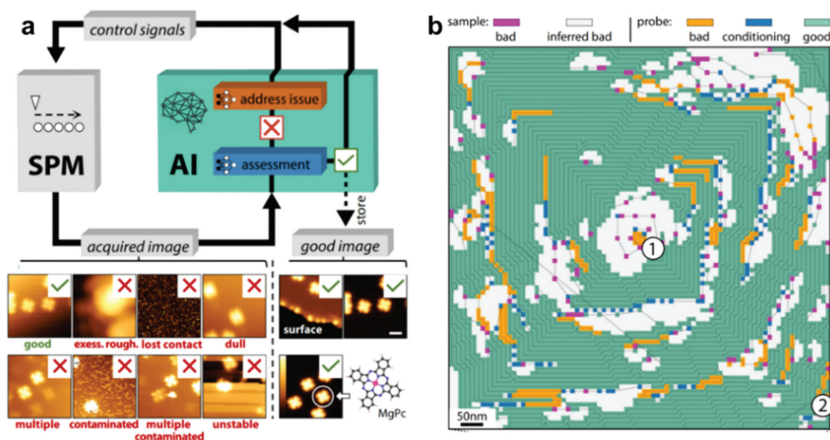 a
control signals
SPM
AI
address issue
assessment
store
acquired image
good image
good
exess. rough.
lost contact
dull
surface
multiple
contaminated
multiple
contaminated
unstable
MgPc
b
sample:
bad
inferred bad
probe:
bad
conditioning
good
1
2
50nm